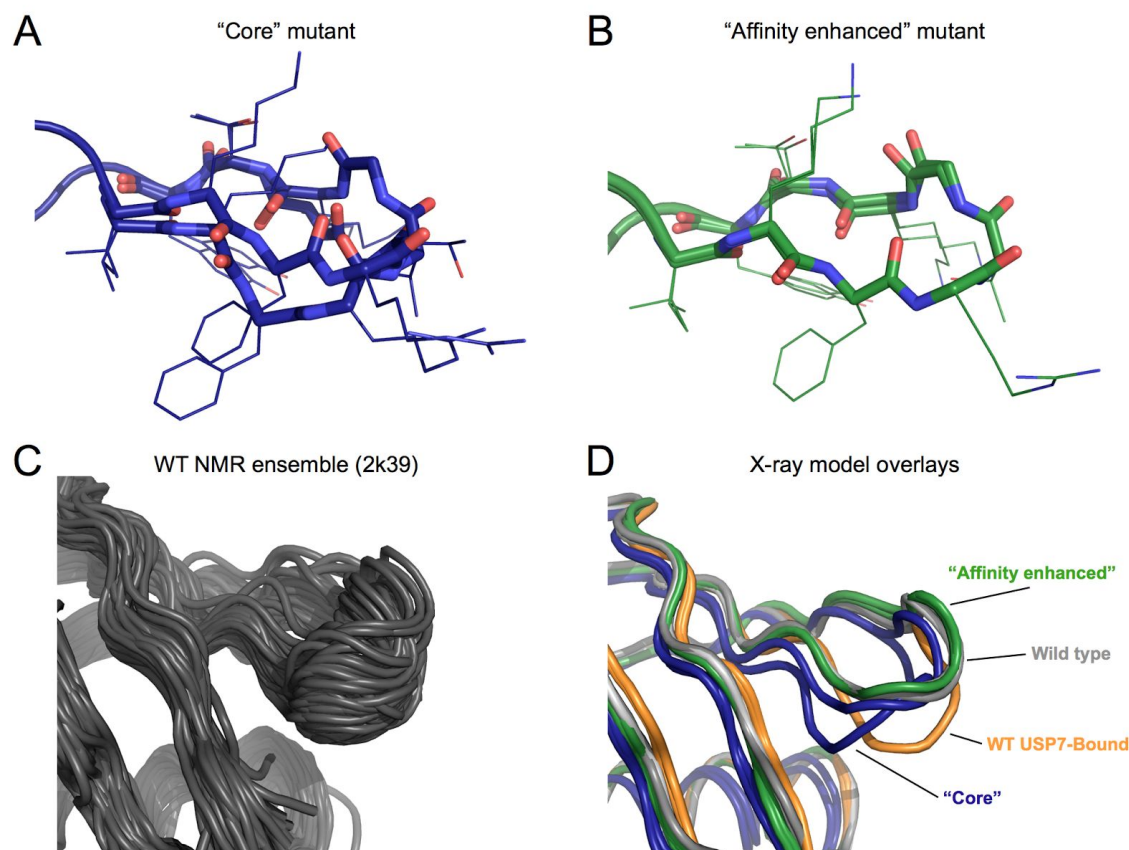 A
“Core” mutant
B
“Affinity enhanced” mutant
C
WT NMR ensemble (2k39)
D
X-ray model overlays
“Affinity enhanced”
Wild type
WT USP7-Bound
“Core”